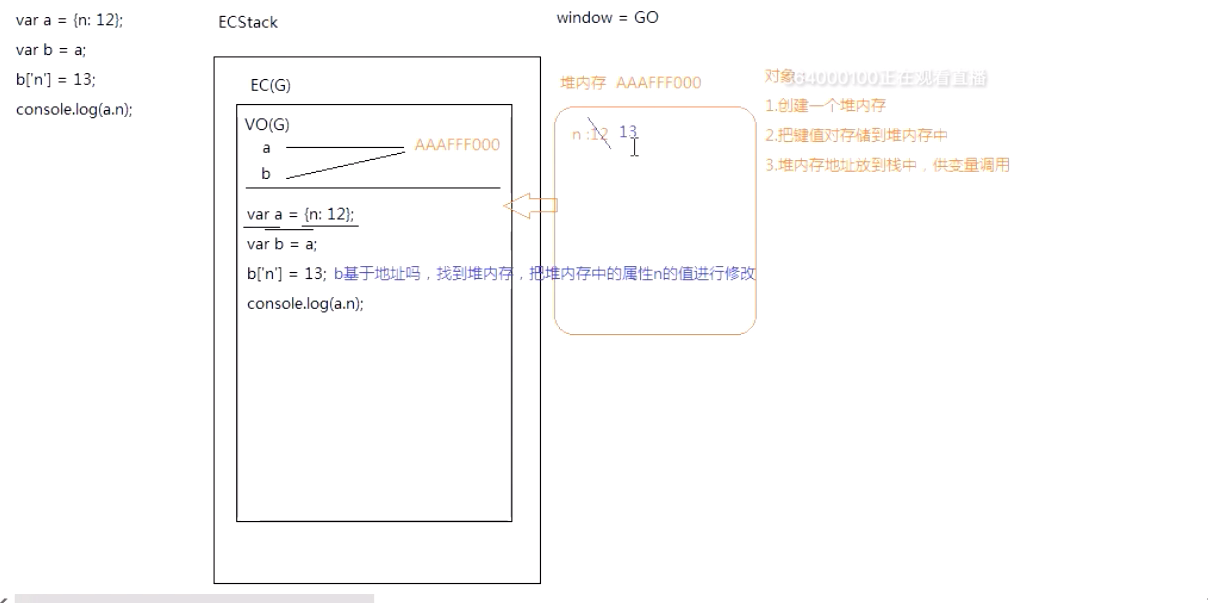 var a = {n: 12};
var b = a;
b['n'] = 13;
console.log(a.n);
ECStack
EC(G)
VO(G)
a
b
AAAFFF000
var a = {n: 12};
var b = a;
b['n'] = 13; b基于地址吗，找到堆内存，把堆内存中的属性n的值进行修改
console.log(a.n);
window = GO
堆内存 AAAFFF000
n :12 13
对象
64000100正在观看直播
1.创建一个堆内存
2.把键值对存储到堆内存中
3.堆内存地址放到栈中，供变量调用